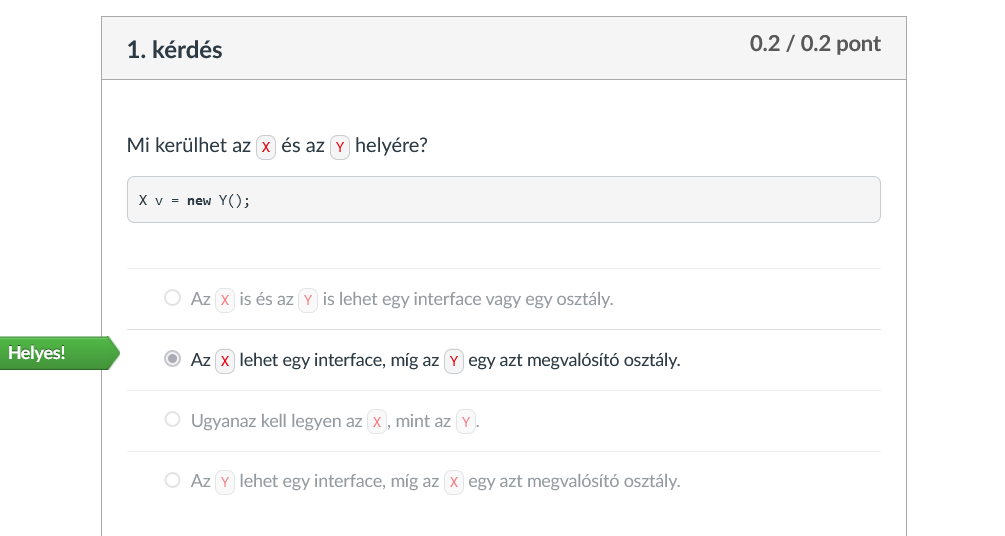 1. kérdés
0.2 / 0.2 pont
Mi kerülhet az X és az Y helyére?
X v = new Y();
Az X is és az Y is lehet egy interface vagy egy osztály.
Helyes!
Az X lehet egy interface, míg az Y egy azt megvalósító osztály.
Ugyanaz kell legyen az X, mint az Y.
Az Y lehet egy interface, míg az X egy azt megvalósító osztály.